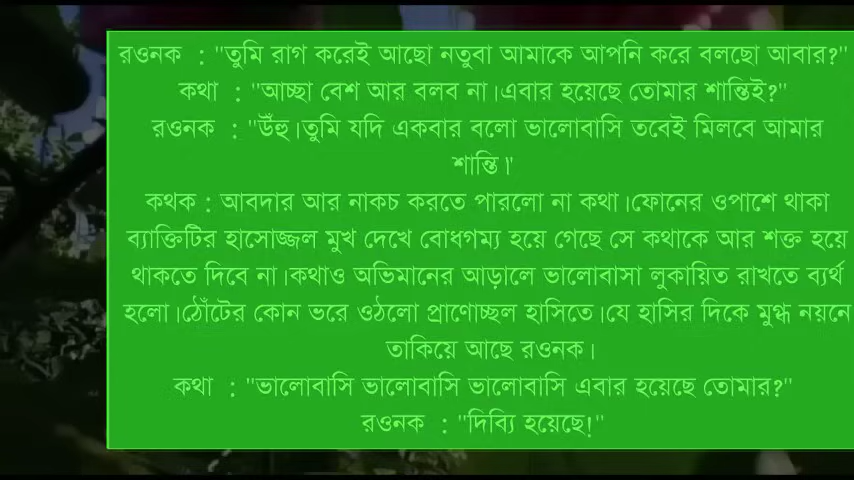 রওনক : "তুমি রাগ করেই আছো নতুবা আমাকে আপনি করে বলছো আবার?"
কথা : "আচ্ছা বেশ আর বলব না।এবার হয়েছে তোমার শান্তিই?"
রওনক : "উঁহু।তুমি যদি একবার বলো ভালোবাসি তবেই মিলবে আমার
শান্তি।"
কথক : আবদার আর নাকচ করতে পারলো না কথা।ফোনের ওপাশে থাকা
ব্যাক্তিটির হাসোজ্জল মুখ দেখে বোধগম্য হয়ে গেছে সে কথাকে আর শক্ত হয়ে
থাকতে দিবে না।কথাও অভিমানের আড়ালে ভালোবাসা লুকায়িত রাখতে ব্যর্থ
হলো।ঠোঁটের কোন ভরে ওঠলো প্রাণোচ্ছল হাসিতে।যে হাসির দিকে মুগ্ধ নয়নে
তাকিয়ে আছে রওনক।
কথা : "ভালোবাসি ভালোবাসি ভালোবাসি এবার হয়েছে তোমার?"
রওনক : "দিব্যি হয়েছে!"